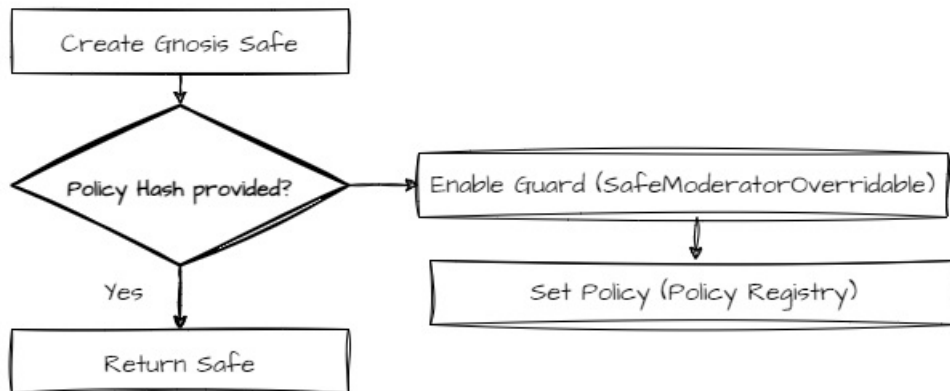 Create Gnosis Safe
Policy Hash provided?
Enable Guard (SafeModeratorOverridable)
Set Policy (Policy Registry)
Yes
Return Safe